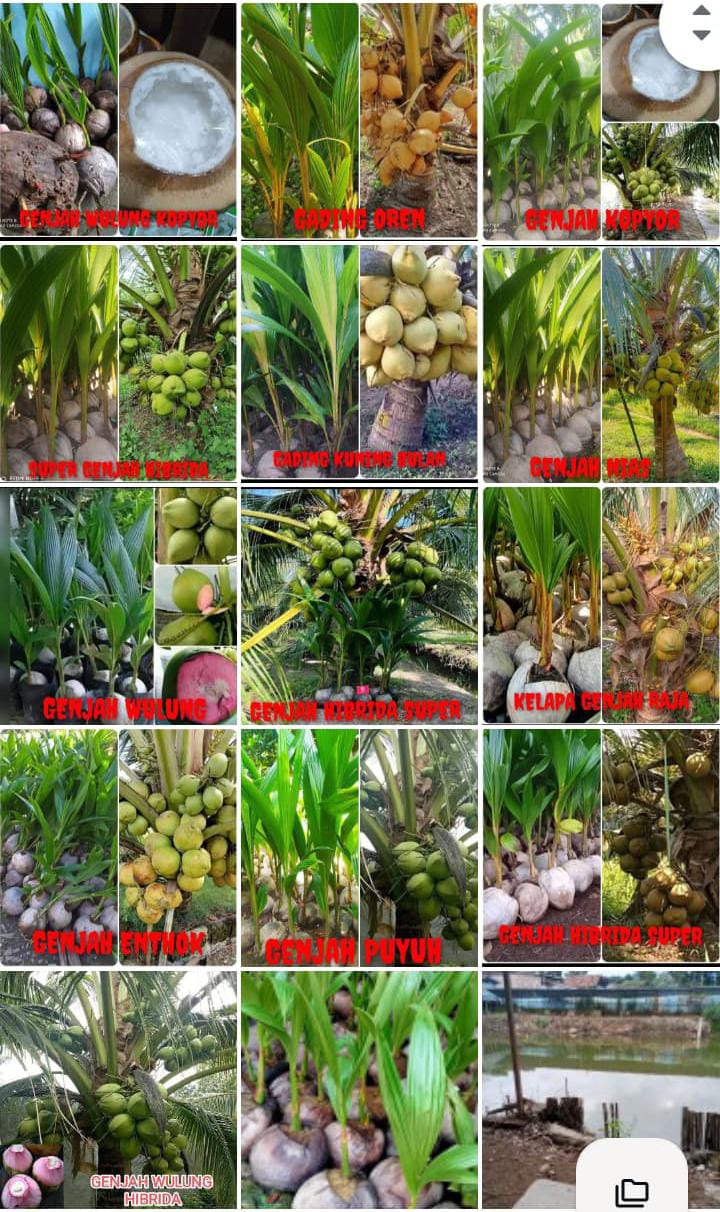 GENJAH WULUNG KOPYOR
GADING OREN
GENJAH KOPYOR
SUPER GENJAH HIBRIDA
GADING KUNING BULAN
GENJAH NIAS
GENJAH WULUNG
GENJAH HIBRIDA SUPER
KELAPA GENJAH RAJA
GENJAH ENTHOK
GENJAH PUYUH
GENJAH HIBRIDA SUPER
GENJAH WULUNG
HIBRIDA